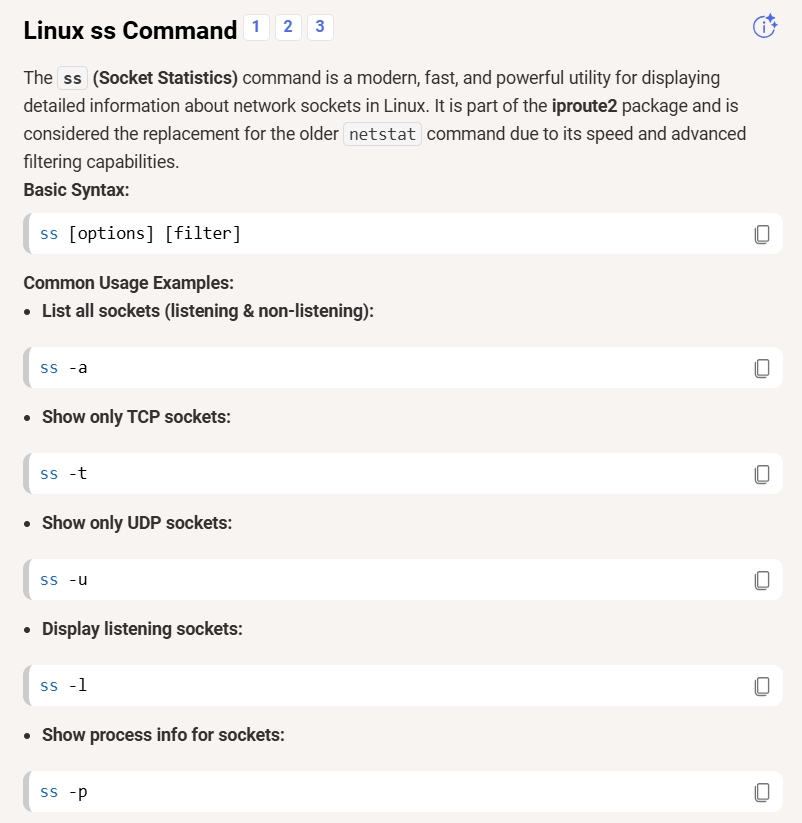 Linux ss Command 1 2 3
The ss (Socket Statistics) command is a modern, fast, and powerful utility for displaying
detailed information about network sockets in Linux. It is part of the iproute2 package and is
considered the replacement for the older netstat command due to its speed and advanced
filtering capabilities.
Basic Syntax:
ss [options] [filter]
Common Usage Examples:
• List all sockets (listening & non-listening):
ss -a
• Show only TCP sockets:
ss -t
• Show only UDP sockets:
ss -u
• Display listening sockets:
ss -l
• Show process info for sockets:
ss -p